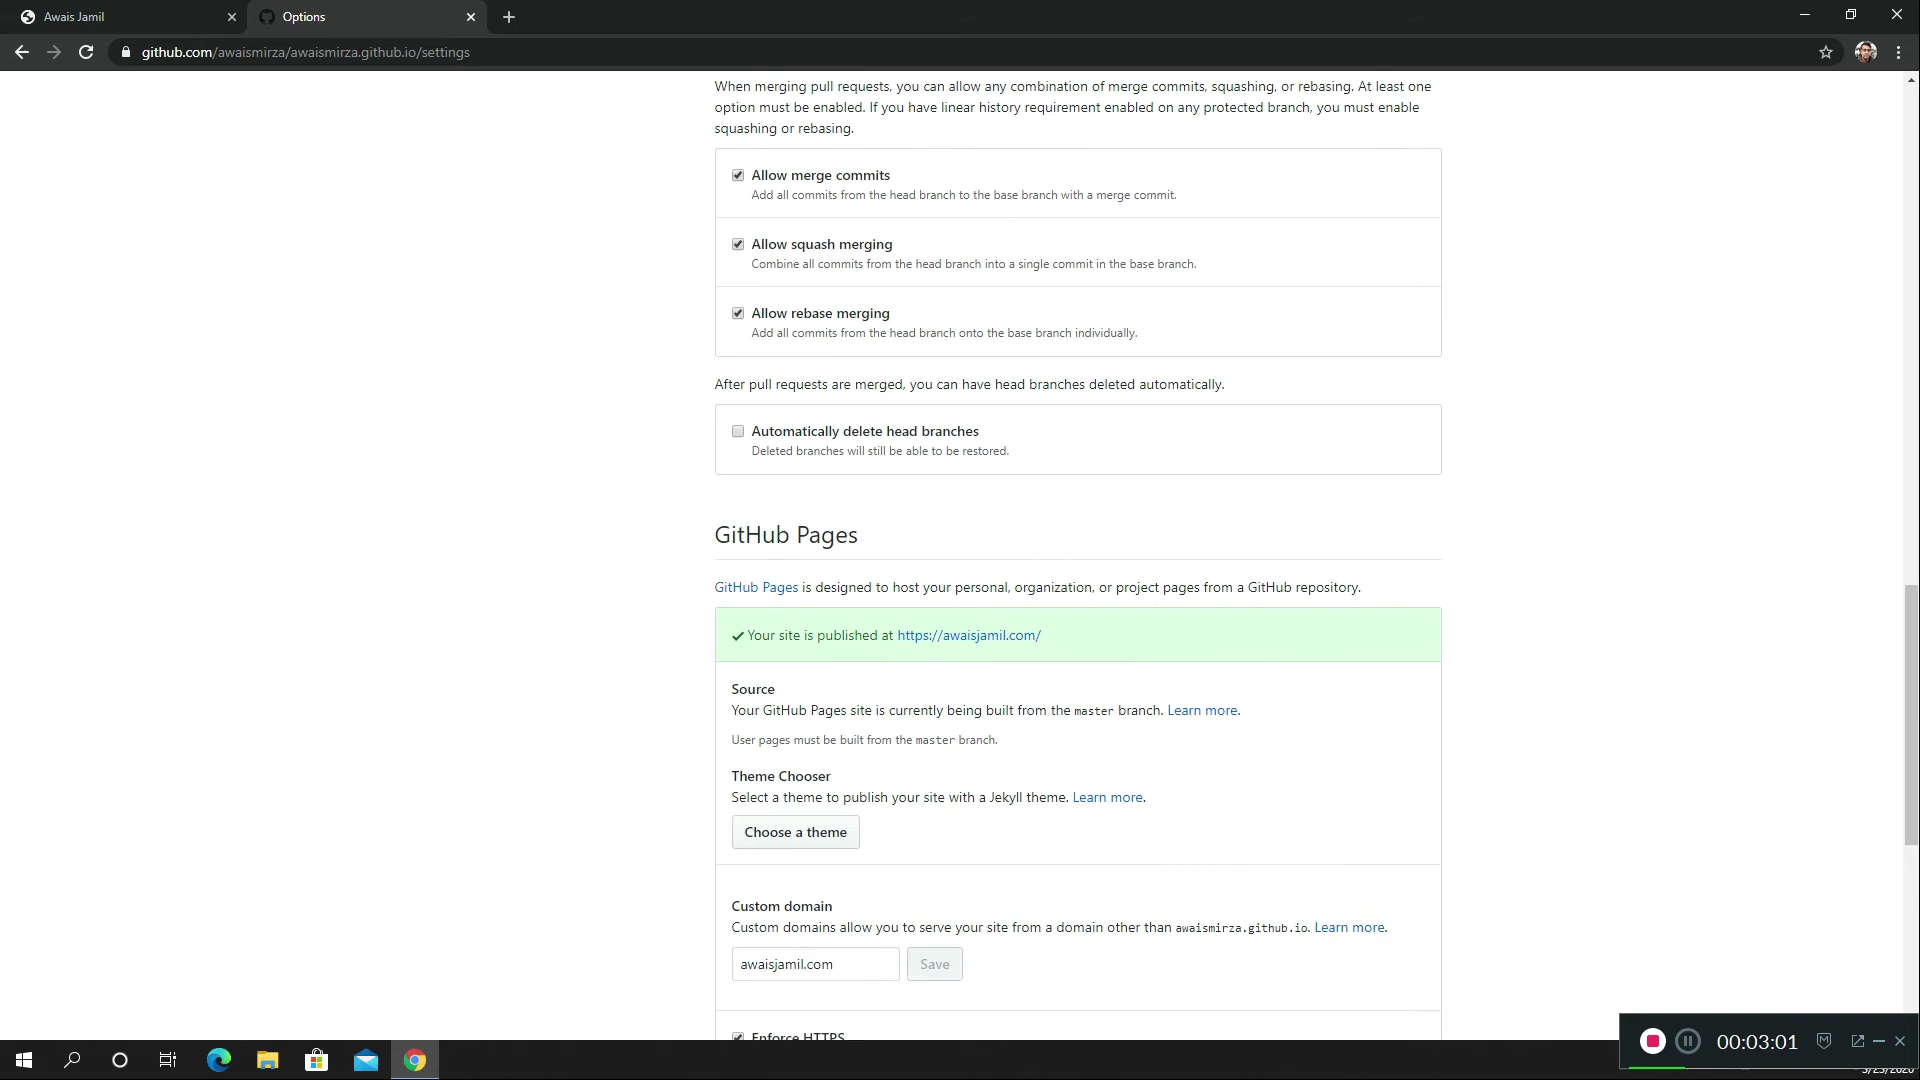 Awais Jamil
Options
github.com/awaismirza/awaismirza.github.io/settings
When merging pull requests, you can allow any combination of merge commits, squashing, or rebasing. At least one
option must be enabled. If you have linear history requirement enabled on any protected branch, you must enable
squashing or rebasing.
Allow merge commits
Add all commits from the head branch to the base branch with a merge commit.
Allow squash merging
Combine all commits from the head branch into a single commit in the base branch.
Allow rebase merging
Add all commits from the head branch onto the base branch individually.
After pull requests are merged, you can have head branches deleted automatically.
Automatically delete head branches
Deleted branches will still be able to be restored.
GitHub Pages
GitHub Pages is designed to host your personal, organization, or project pages from a GitHub repository.
Your site is published at https://awaisjamil.com/
Source
Your GitHub Pages site is currently being built from the master branch. Learn more.
User pages must be built from the master branch.
Theme Chooser
Select a theme to publish your site with a Jekyll theme. Learn more.
Choose a theme
Custom domain
Custom domains allow you to serve your site from a domain other than awaismirza.github.io. Learn more.
awaisjamil.com
Save
Enforce HTTPS
00:03:01